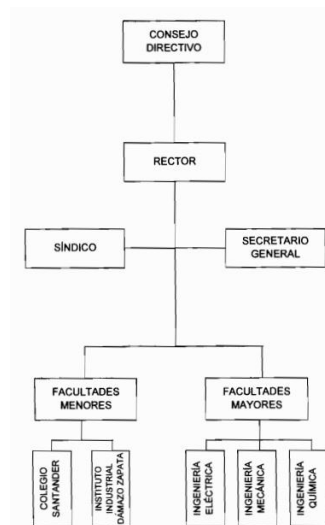 CONSEJO
DIRECTIVO
RECTOR
SÍNDICO
SECRETARIO
GENERAL
FACULTADES
MENORES
FACULTADES
MAYORES
COLEGIO
SANTANDER
INSTITUTO
INDUSTRIAL
DÁMAZO ZAPATA
INGENIERÍA
ELÉCTRICA
INGENIERÍA
MECÁNICA
INGENIERÍA
QUÍMICA